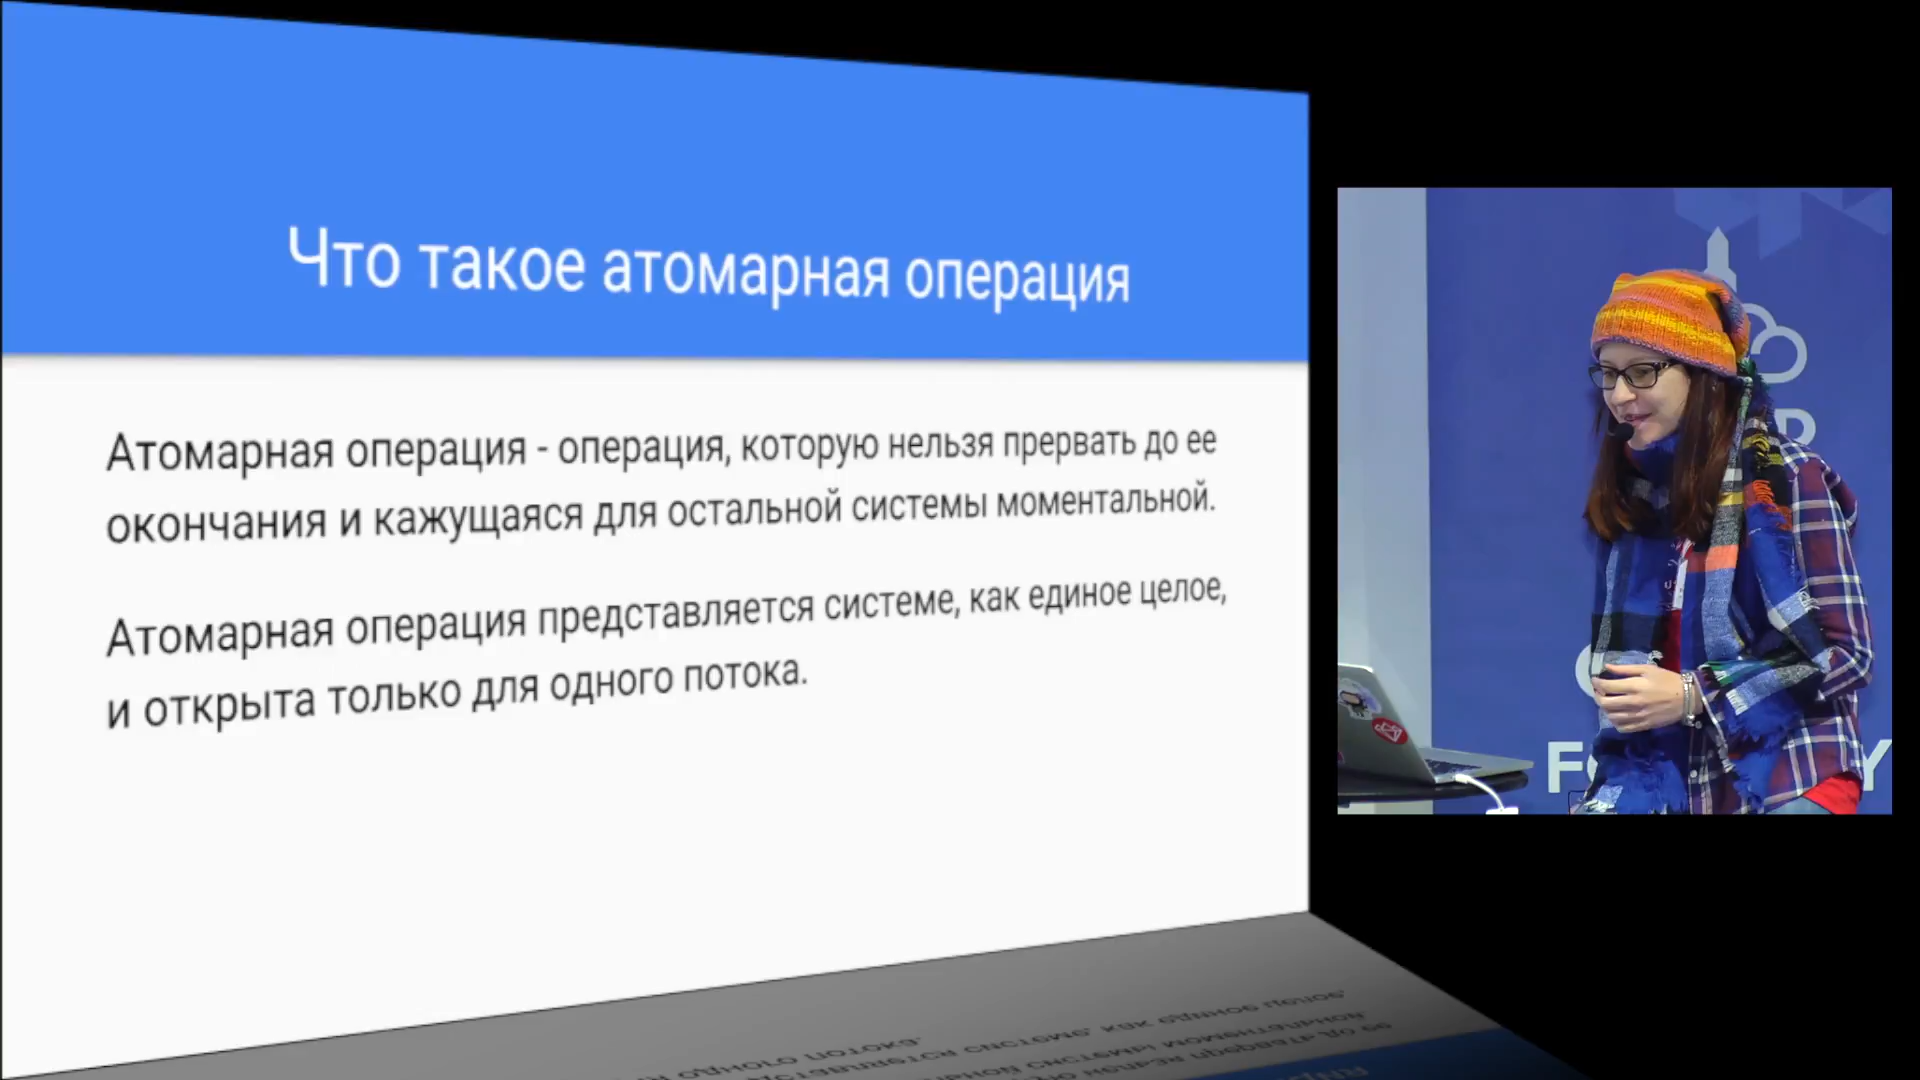 Что такое атомарная операция
Атомарная операция - операция, которую нельзя прервать до ее
окончания и кажущаяся для остальной системы моментальной.
Атомарная операция представляется системе, как единое целое,
и открыта только для одного потока.